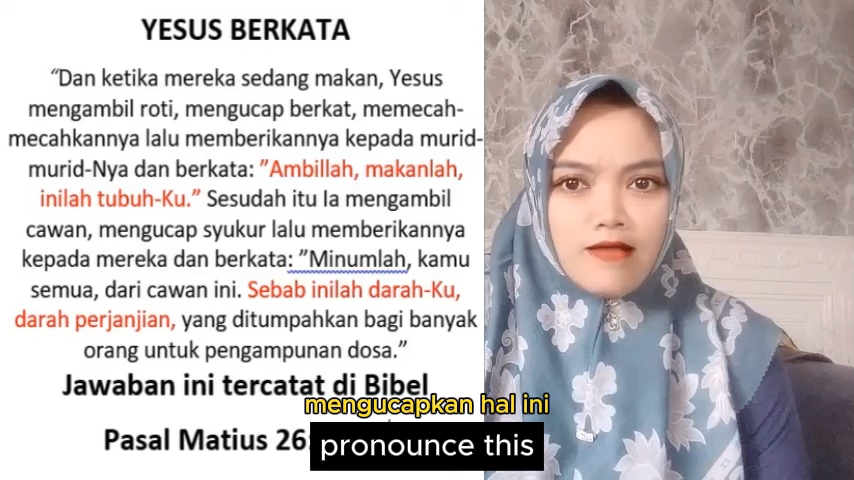 YESUS BERKATA
“Dan ketika mereka sedang makan, Yesus
mengambil roti, mengucap berkat, memecah-
mecahkannya lalu memberikannya kepada murid-
murid-Nya dan berkata: ”Ambillah, makanlah,
inilah tubuh-Ku.” Sesudah itu Ia mengambil
cawan, mengucap syukur lalu memberikannya
kepada mereka dan berkata: ”Minumlah, kamu
semua, dari cawan ini. Sebab inilah darah-Ku,
darah perjanjian, yang ditumpahkan bagi banyak
orang untuk pengampunan dosa.”
Jawaban ini tercatat di Bibel
mengucapkan hal ini
Pasal Matius 26:
pronounce this